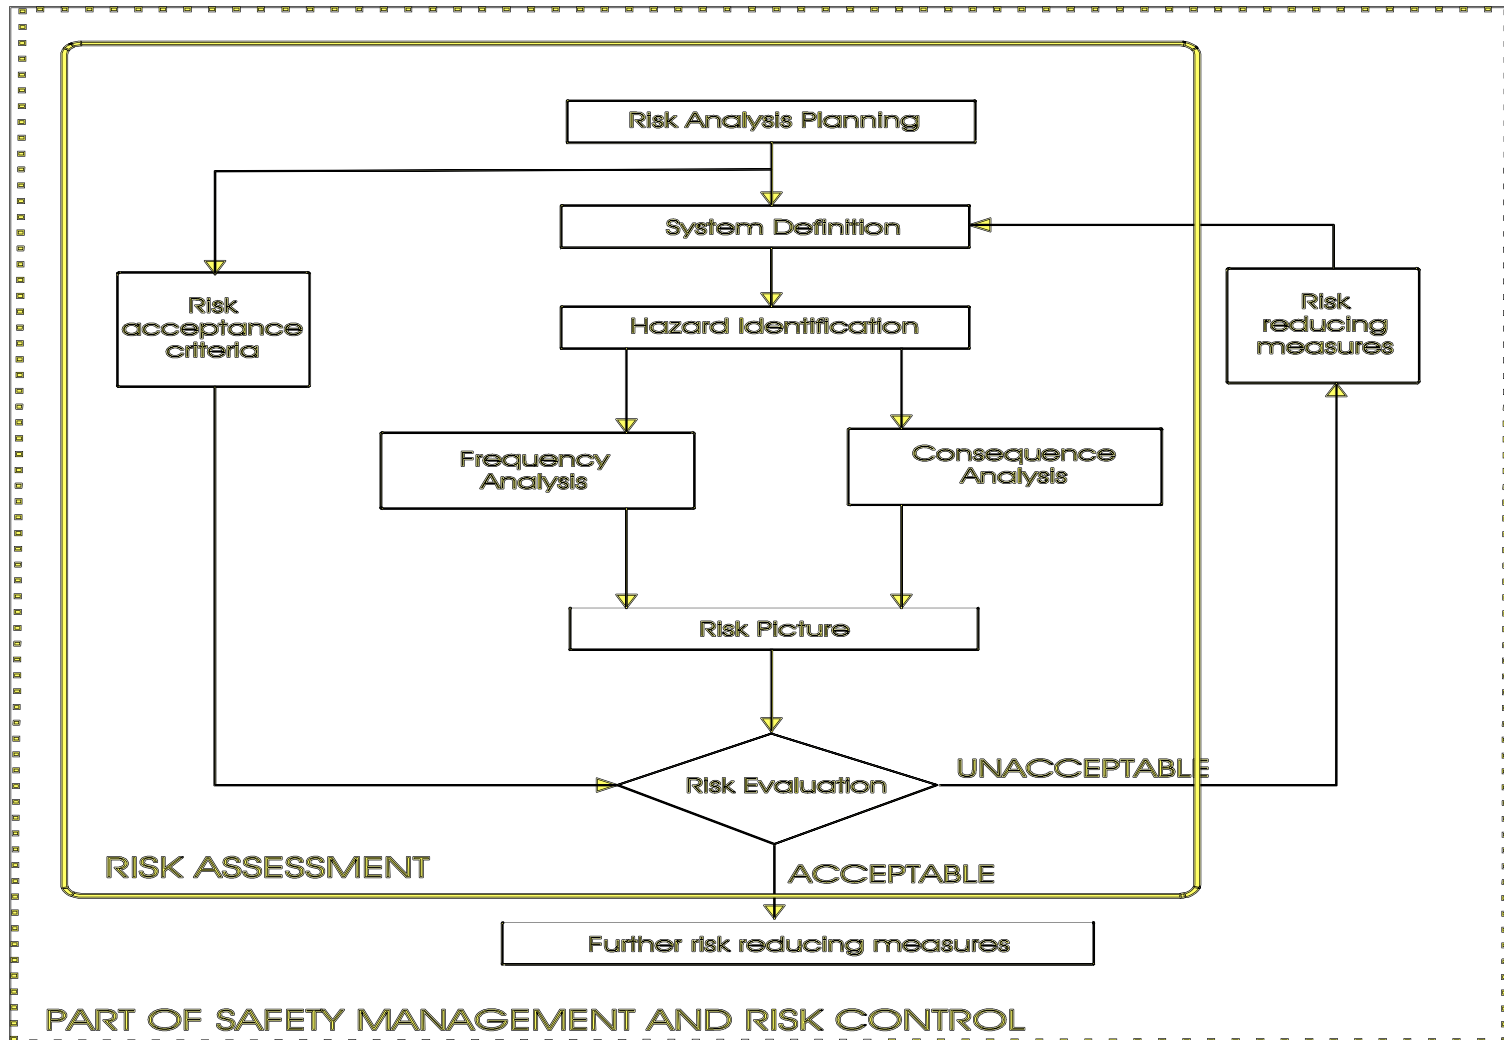 Risk Analysis Planning
System Definition
Risk
acceptance
criteria
Hazard Identification
Risk
reducing
measures
Frequency
Analysis
Consequence
Analysis
Risk Picture
Risk Evaluation
UNACCEPTABLE
RISK ASSESSMENT
ACCEPTABLE
Further risk reducing measures
PART OF SAFETY MANAGEMENT AND RISK CONTROL